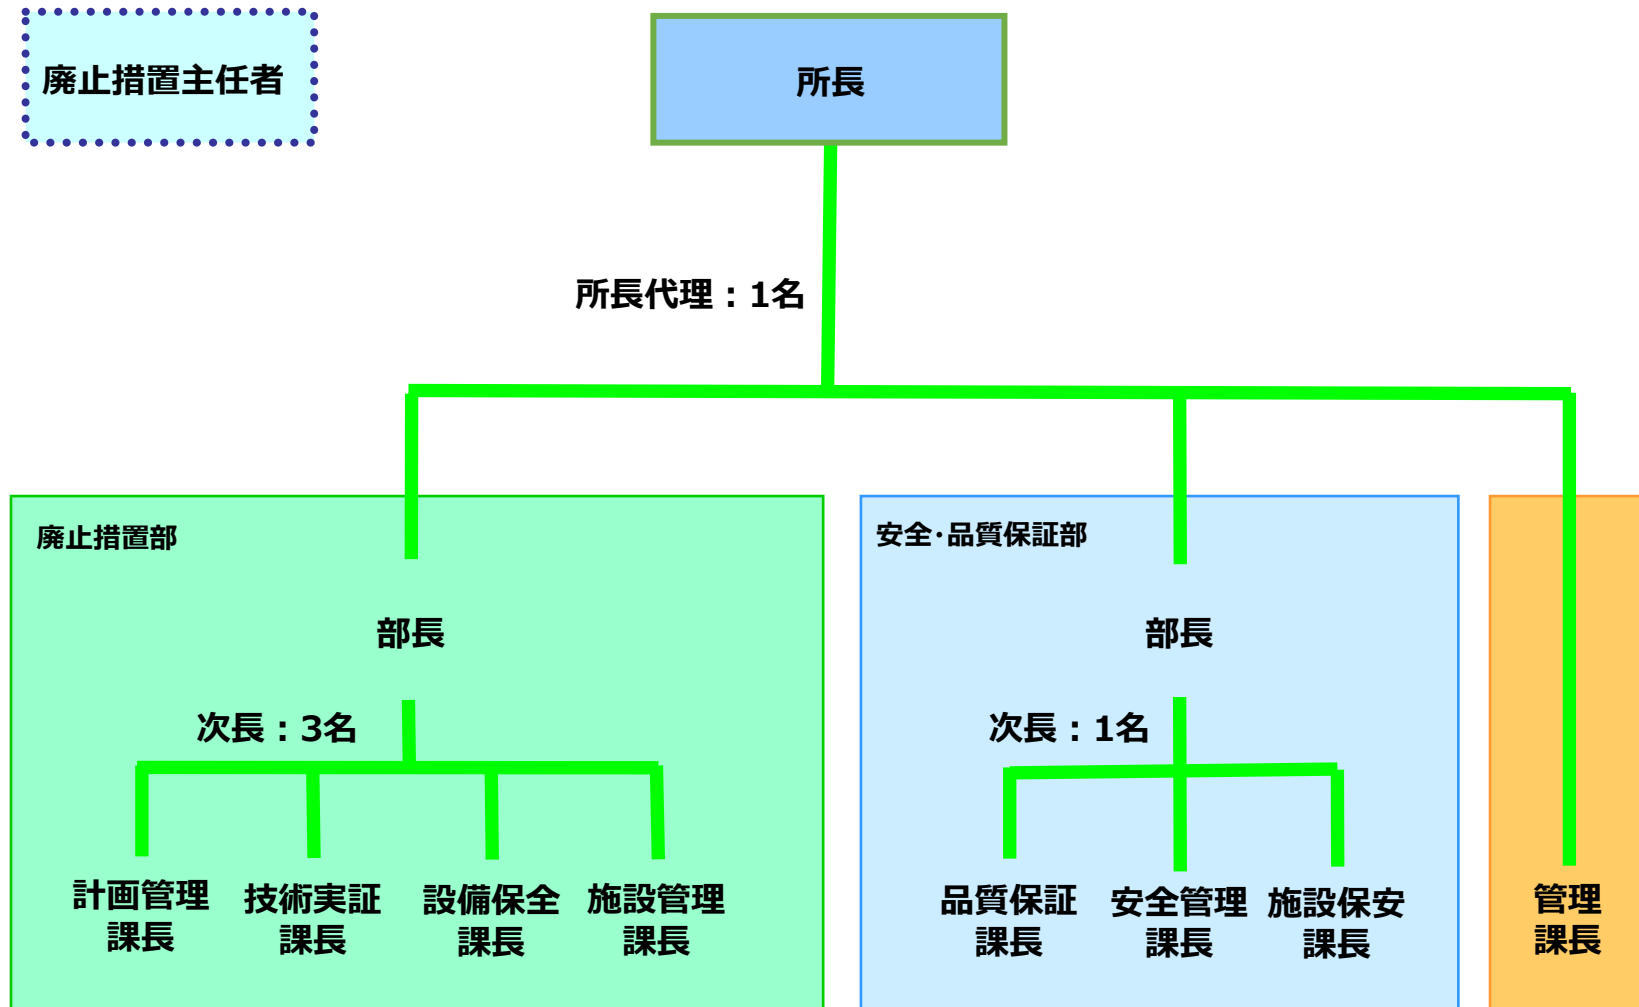 廃止措置主任者
所長
所長代理：1名
廃止措置部
部長
次長：3名
計画管理
課長
技術実証
課長
設備保全
課長
施設管理
課長
安全･品質保証部
部長
次長：1名
品質保証
課長
安全管理
課長
施設保安
課長
管理
課長